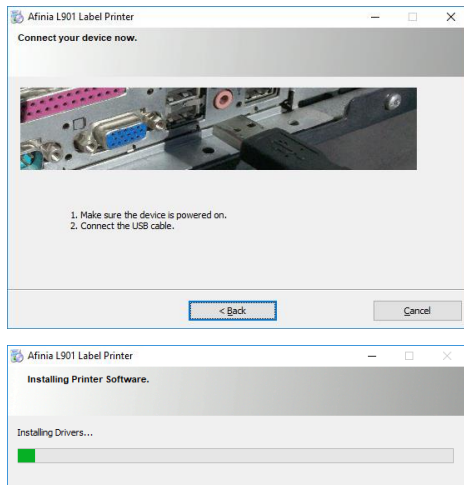 Afinia L901 Label Printer
Connect your device now.
1. Make sure the device is powered on.
2. Connect the USB cable.
< Back
Cancel
Afinia L901 Label Printer
Installing Printer Software.
Installing Drivers...